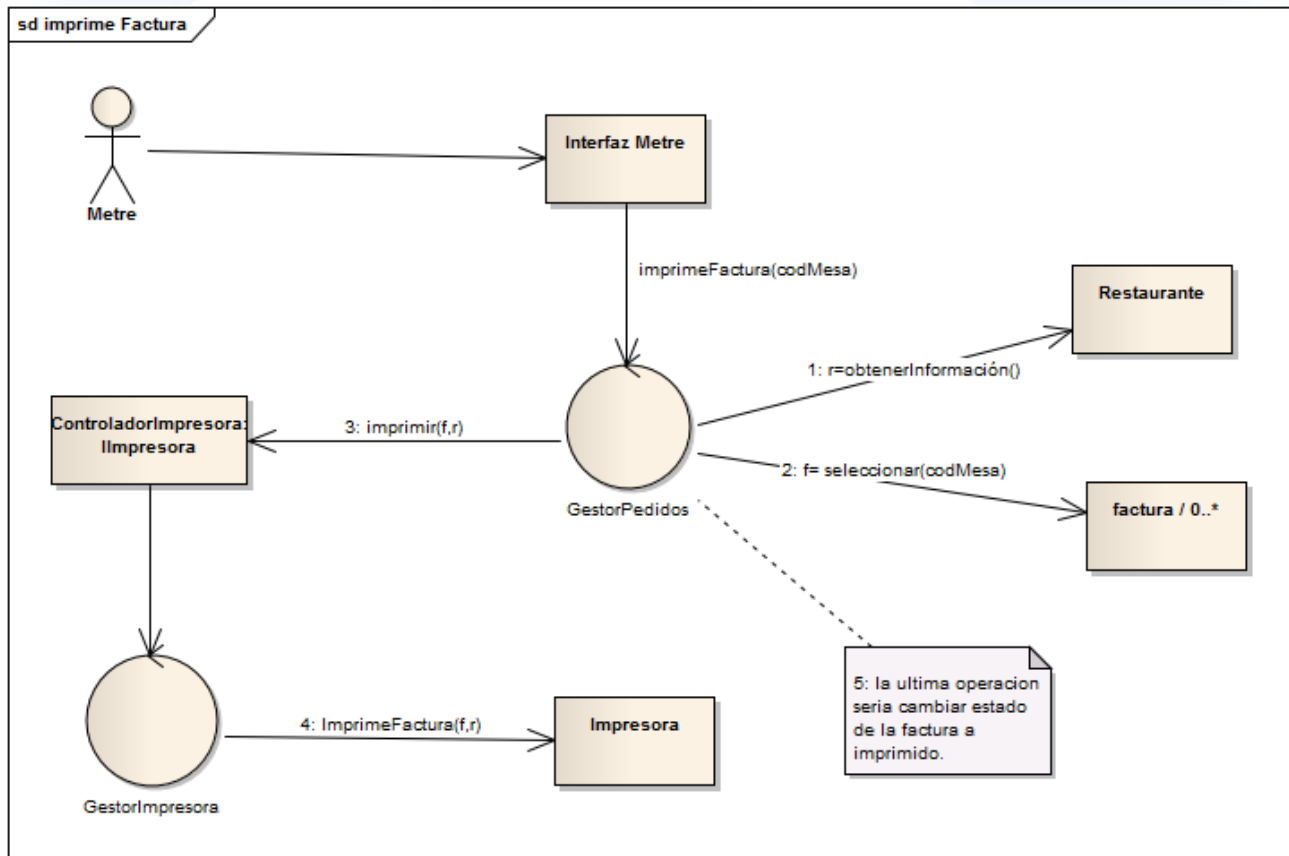 sd imprime Factura
Metre
Interfaz Metre
imprimeFactura(codMesa)
Restaurante
1: r=obtenerInformación()
ControladorImpresora:
IImpresora
3: imprimir(f,r)
2: f= seleccionar(codMesa)
factura / 0..*
GestorPedidos
5: la ultima operacion
seria cambiar estado
de la factura a
imprimido.
4: ImprimeFactura(f,r)
Impresora
GestorImpresora